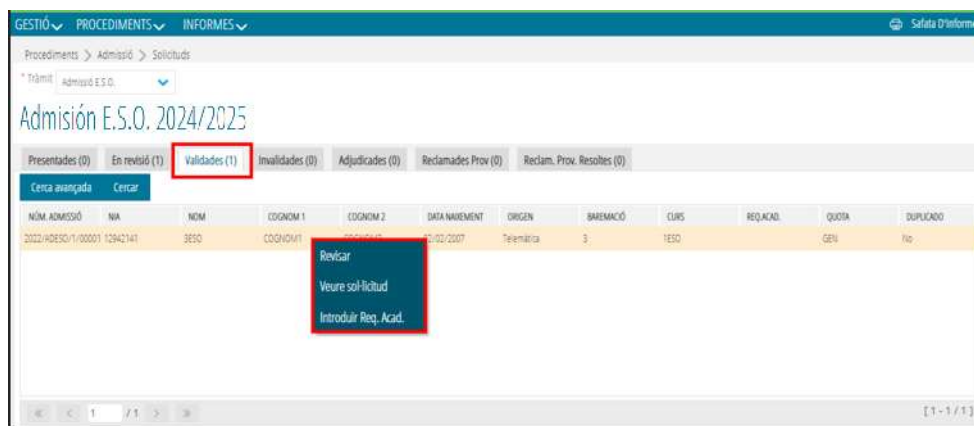 GESTIÓ PROCEDIMENTS INFORMES Safata D'Informe
Procediments > Admissió > Solicituds
* Tràmit Admissió E.S.O.
Admisión E.S.O. 2024/2025
Presentades (0) En revisió (1) Validades (1) Invalidades (0) Adjudicades (0) Reclamades Prov (0) Reclam. Prov. Resoltes (0)
Cerca avançada Cercar
NÚM. ADMISSIÓ NIA NOM COGNOM 1 COGNOM 2 DATA NAIXEMENT ORIGEN BAREMACIÓ CURS REQ.ACAD. QUOTA DUPLICADO
2022/ADESO/1/00001 12942141 3ESO COGNOM1 02/02/2007 Telemática 3 1ESO GEN No
Revisar
Veure sol·licitud
Introduir Req. Acad.
1 / 1 [ 1 - 1 / 1 ]